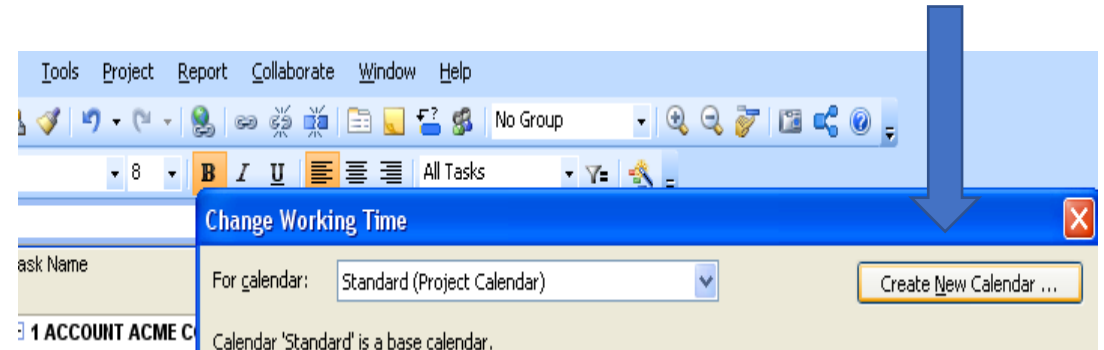 Tools Project Report Collaborate Window Help
No Group
8 B I U All Tasks
Change Working Time
ask Name
For calendar: Standard (Project Calendar) Create New Calendar ...
1 ACCOUNT ACME C
Calendar 'Standard' is a base calendar.